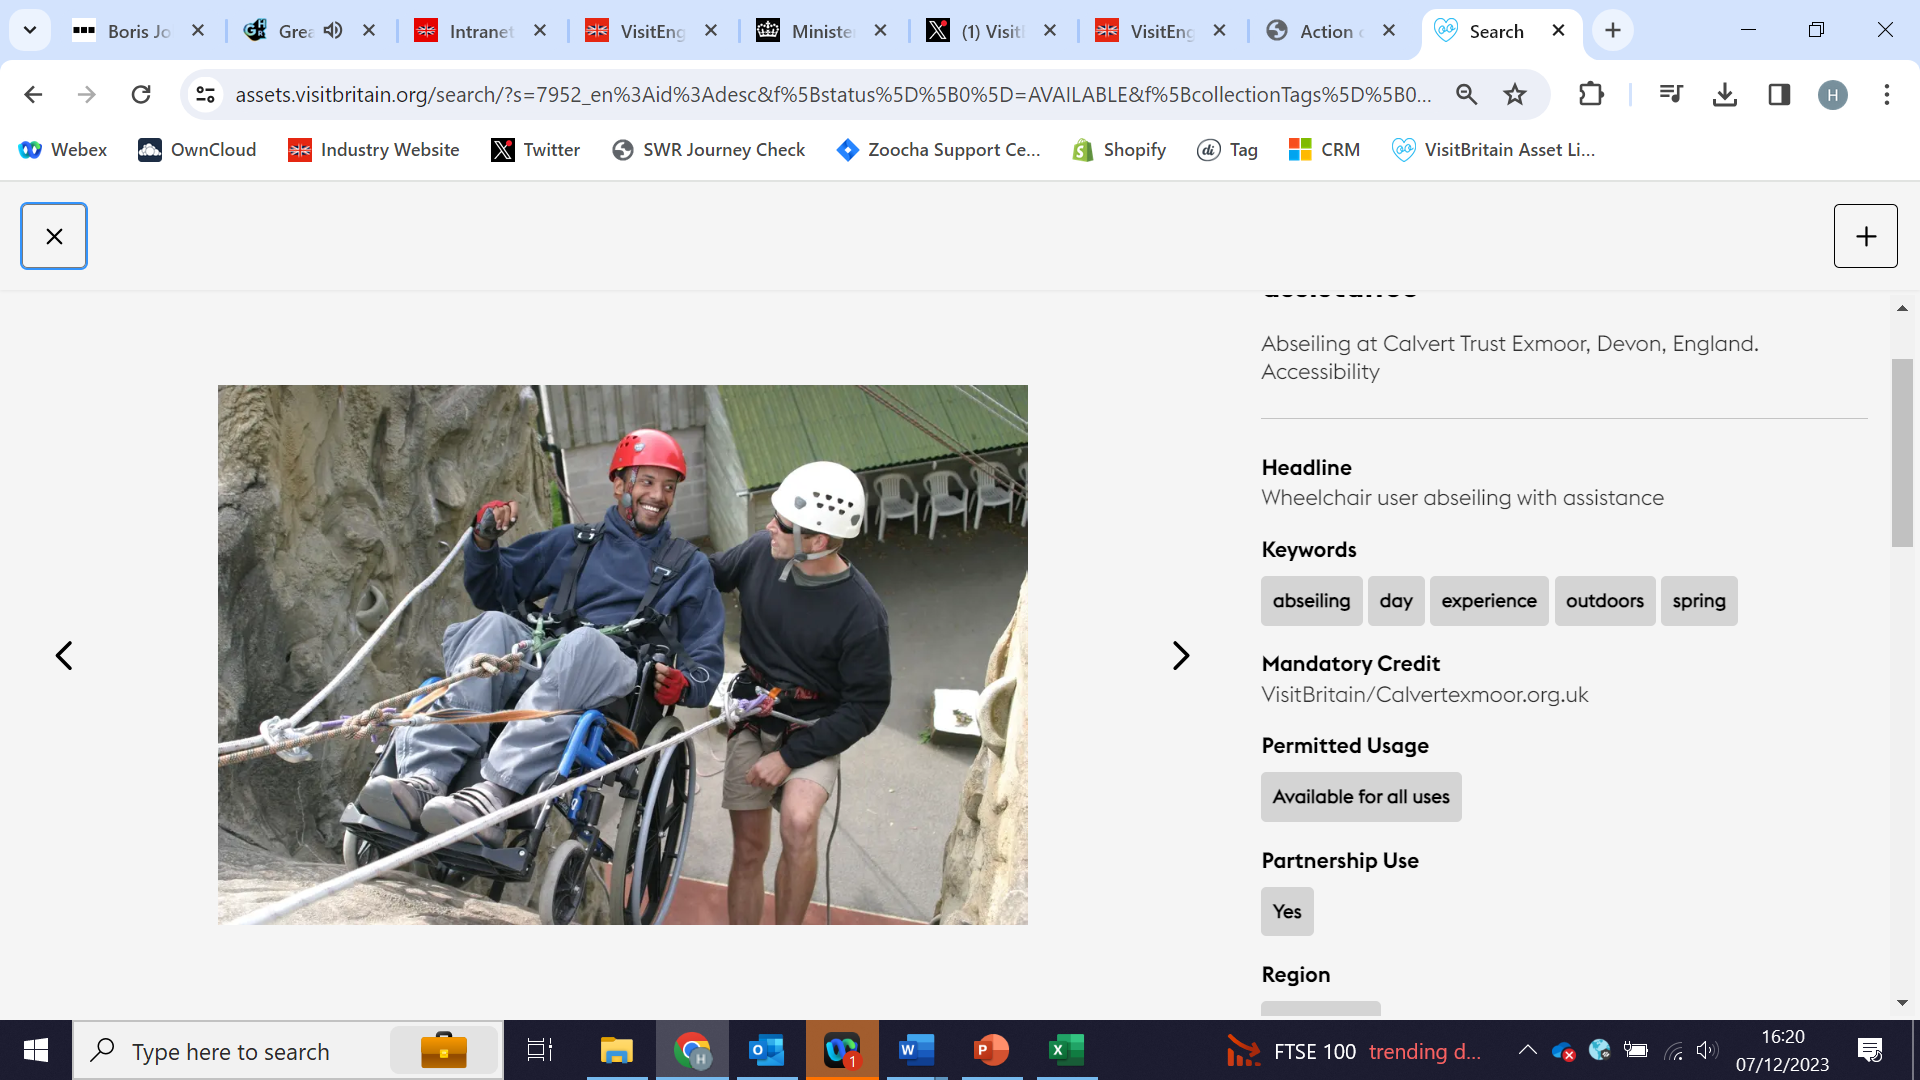 Boris Jo
Grea
Intranet
VisitEng
Ministe
(1) Visit
VisitEng
Action
Search
assets.visitbritain.org/search/?s=7952_en%3Aid%3Adesc&f%5Bstatus%5D%5B0%5D=AVAILABLE&f%5BcollectionTags%5D%5B0...
H
Webex
OwnCloud
Industry Website
Twitter
SWR Journey Check
Zoocha Support Ce...
Shopify
di Tag
CRM
VisitBritain Asset Li...
Abseiling at Calvert Trust Exmoor, Devon, England.
Accessibility
Headline
Wheelchair user abseiling with assistance
Keywords
abseiling day experience outdoors spring
Mandatory Credit
VisitBritain/Calvertexmoor.org.uk
Permitted Usage
Available for all uses
Partnership Use
Yes
Region
Type here to search
H
1
FTSE 100 trending d...
16:20
07/12/2023